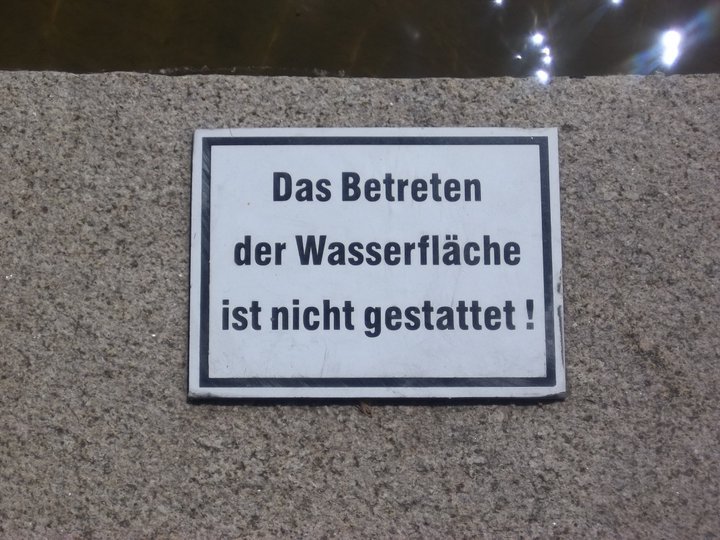 Das Betreten
der Wasserfläche
ist nicht gestattet !